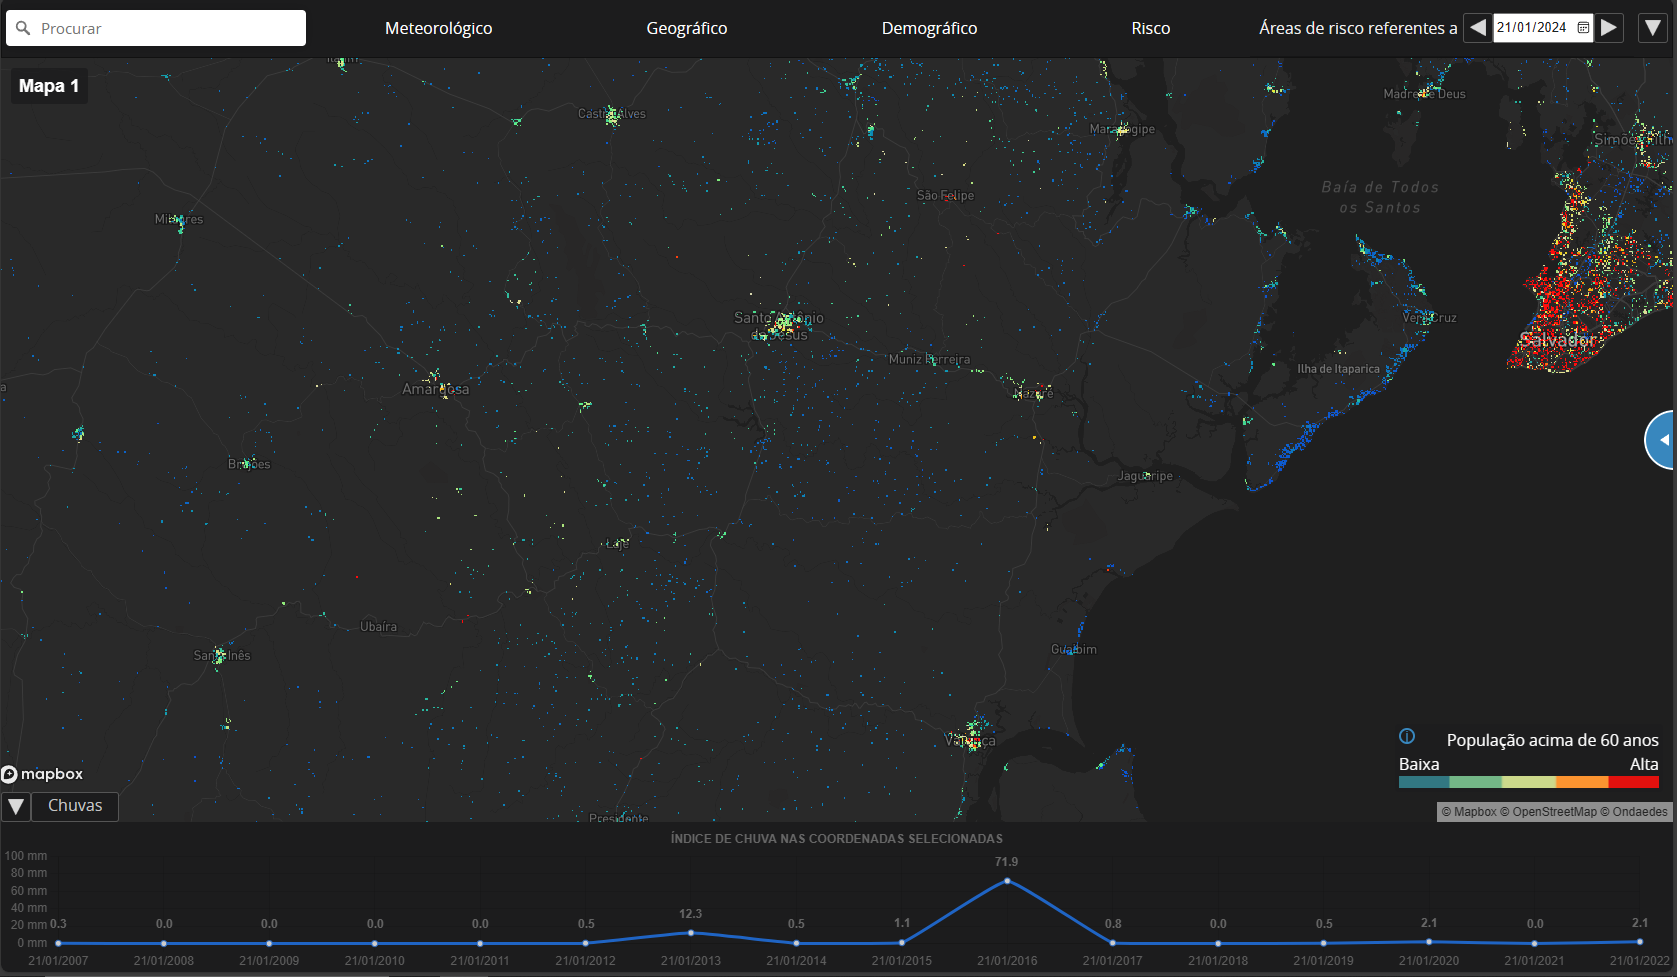 Procurar
Meteorológico
Geográfico
Demográfico
Risco
Áreas de risco referentes a
21/01/2024
Mapa 1
Castro Alves
Madre de Deus
Maragogipe
Simões Filho
Baía de Todos
os Santos
São Felipe
Milagres
Santo Antônio
de Jesus
Vera Cruz
Salvador
Muniz Ferreira
Ilha de Itaparica
Amargosa
Nazaré
Brejões
Jaguaripe
Laje
Ubaíra
Guaibim
Santa Inês
Valença
População acima de 60 anos
Baixa
Alta
mapbox
Chuvas
© Mapbox © OpenStreetMap © Ondaedes
Presidente
ÍNDICE DE CHUVA NAS COORDENADAS SELECIONADAS
100 mm
80 mm
60 mm
40 mm
20 mm
0 mm
0.3
0.0
0.0
0.0
0.0
0.5
12.3
0.5
1.1
71.9
0.8
0.0
0.5
2.1
0.0
2.1
21/01/2007
21/01/2008
21/01/2009
21/01/2010
21/01/2011
21/01/2012
21/01/2013
21/01/2014
21/01/2015
21/01/2016
21/01/2017
21/01/2018
21/01/2019
21/01/2020
21/01/2021
21/01/2022